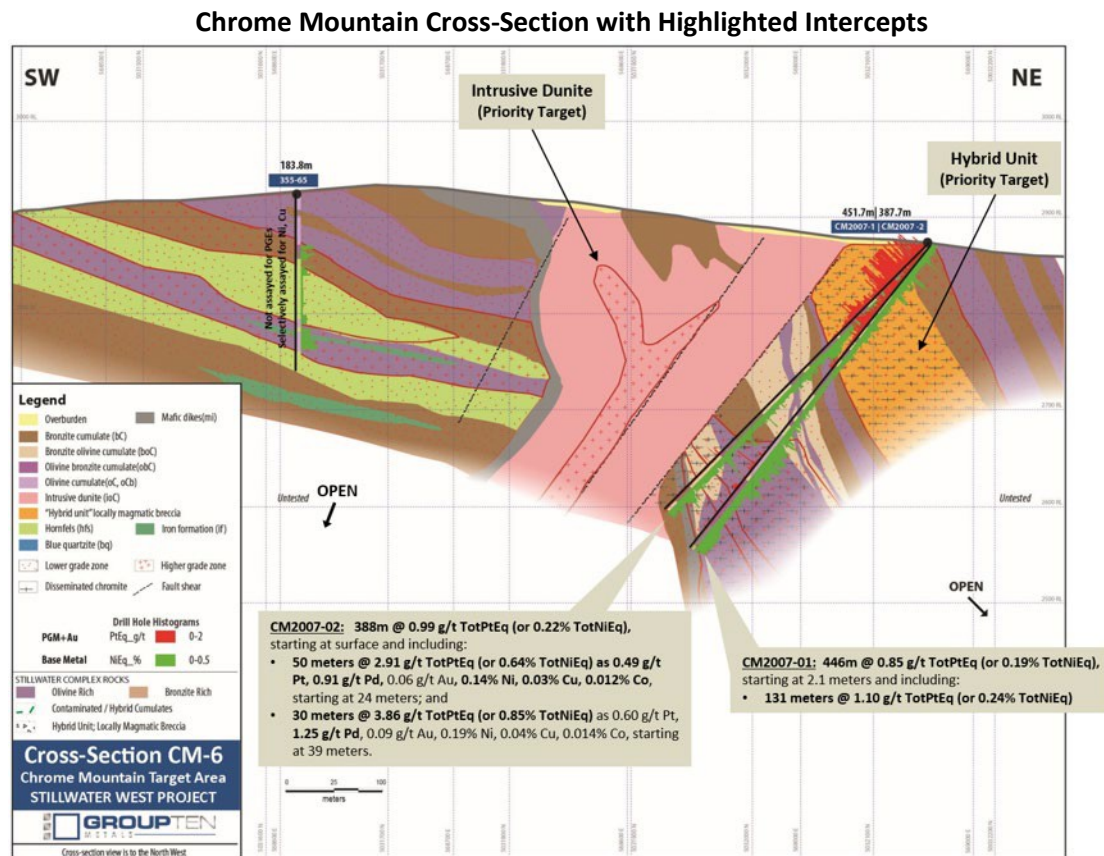 Chrome Mountain Cross-Section with Highlighted Intercepts
SW
NE
Intrusive Dunite
(Priority Target)
Hybrid Unit
(Priority Target)
3000 RL
3000 RL
183.8m
355-65
451.7m|387.7m
CM2007-1 | CM2007 -2
2900 RL
Not assayed for PGEs
Selectively assayed for Ni, Cu
2700 RL
2600 RL
2500 RL
Untested
OPEN
Untested
OPEN
Legend
Overburden
Mafic dikes(mi)
Bronzite cumulate (bC)
Bronzite olivine cumulate (boC)
Olivine bronzite cumulate(obC)
Olivine cumulate(oC, oCb)
Intrusive dunite (ioC)
"Hybrid unit" locally magmatic breccia
Hornfels (hfs)
Iron formation (if)
Blue quartzite (bq)
Lower grade zone
Higher grade zone
Disseminated chromite
Fault shear
Drill Hole Histograms
PGM+Au PtEq_g/t 0-2
Base Metal NiEq_% 0-0.5
STILLWATER COMPLEX ROCKS
Olivine Rich
Bronzite Rich
Contaminated / Hybrid Cumulates
Hybrid Unit; Locally Magmatic Breccia
Cross-Section CM-6
Chrome Mountain Target Area
STILLWATER WEST PROJECT
GROUPTEN
METALS
Cross-section view is to the North West
CM2007-02: 388m @ 0.99 g/t TotPtEq (or 0.22% TotNiEq),
starting at surface and including:
• 50 meters @ 2.91 g/t TotPtEq (or 0.64% TotNiEq) as 0.49 g/t
Pt, 0.91 g/t Pd, 0.06 g/t Au, 0.14% Ni, 0.03% Cu, 0.012% Co,
starting at 24 meters; and
• 30 meters @ 3.86 g/t TotPtEq (or 0.85% TotNiEq) as 0.60 g/t Pt,
1.25 g/t Pd, 0.09 g/t Au, 0.19% Ni, 0.04% Cu, 0.014% Co, starting
at 39 meters.
CM2007-01: 446m @ 0.85 g/t TotPtEq (or 0.19% TotNiEq),
starting at 2.1 meters and including:
• 131 meters @ 1.10 g/t TotPtEq (or 0.24% TotNiEq)
0 25 100
meters